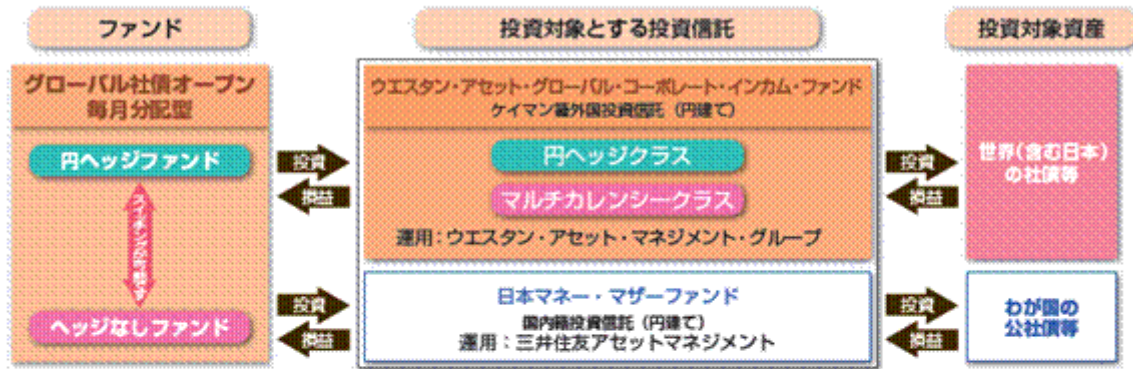 ファンド
投資対象とする投資信託
投資対象資産
グローバル社債オープン
毎月分配型
円ヘッジファンド
スイッチングが可能です
ヘッジなしファンド
投資
損益
投資
損益
ウエスタン・アセット・グローバル・コーポレート・インカム・ファンド
ケイマン籍外国投資信託（円建て）
円ヘッジクラス
マルチカレンシークラス
運用：ウエスタン・アセット・マネジメント・グループ
日本マネー・マザーファンド
国内籍投資信託（円建て）
運用：三井住友アセットマネジメント
投資
損益
投資
損益
世界（含む日本）
の社債等
わが国の
公社債等